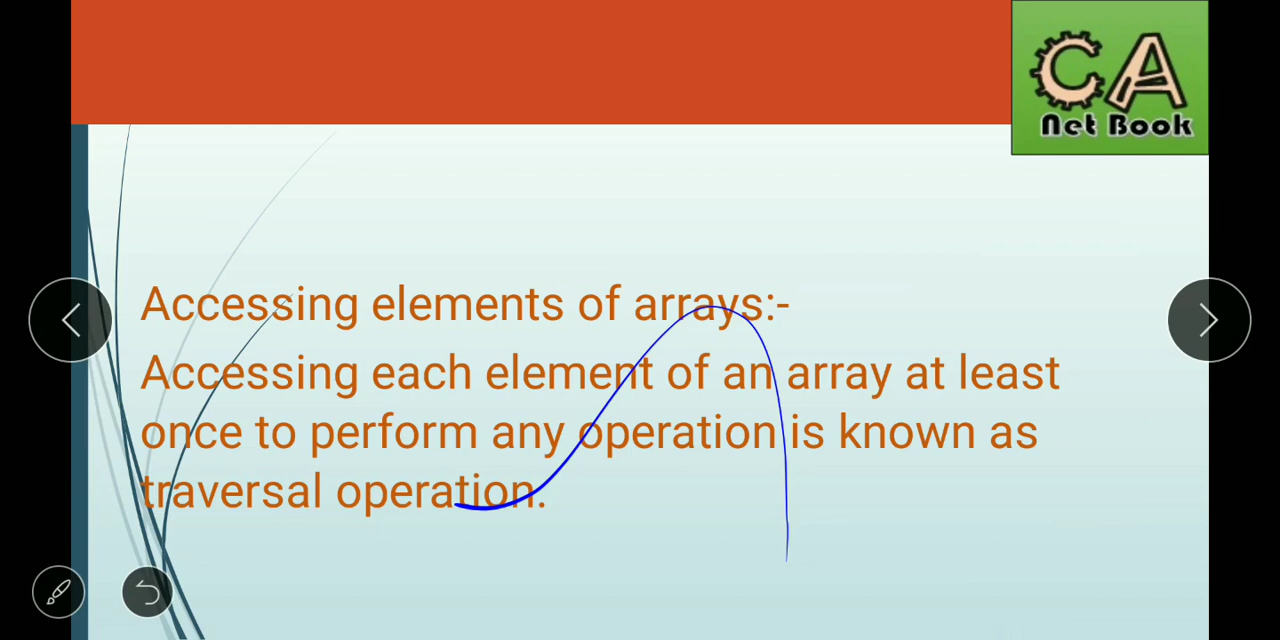 CA
Net Book
Accessing elements of arrays:-
Accessing each element of an array at least
once to perform any operation is known as
traversal operation.